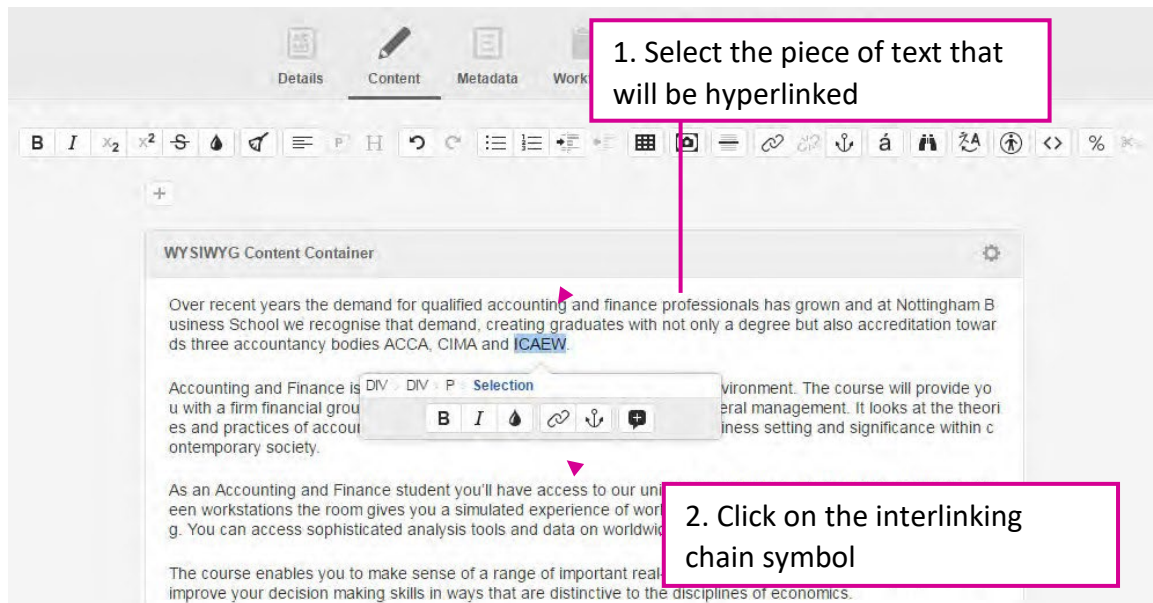 Details Content Metadata Work
1. Select the piece of text that
will be hyperlinked
B I x₂ x² S P H á <> %
+
WYSIWYG Content Container
Over recent years the demand for qualified accounting and finance professionals has grown and at Nottingham B
usiness School we recognise that demand, creating graduates with not only a degree but also accreditation towar
ds three accountancy bodies ACCA, CIMA and ICAEW.
DIV › DIV › P › Selection
B I
Accounting and Finance is vironment. The course will provide yo
u with a firm financial grou eral management. It looks at the theori
es and practices of accour iness setting and significance within c
ontemporary society.
As an Accounting and Finance student you'll have access to our uni
een workstations the room gives you a simulated experience of wor
g. You can access sophisticated analysis tools and data on worldwi
2. Click on the interlinking
chain symbol
The course enables you to make sense of a range of important real-
improve your decision making skills in ways that are distinctive to the disciplines of economics.